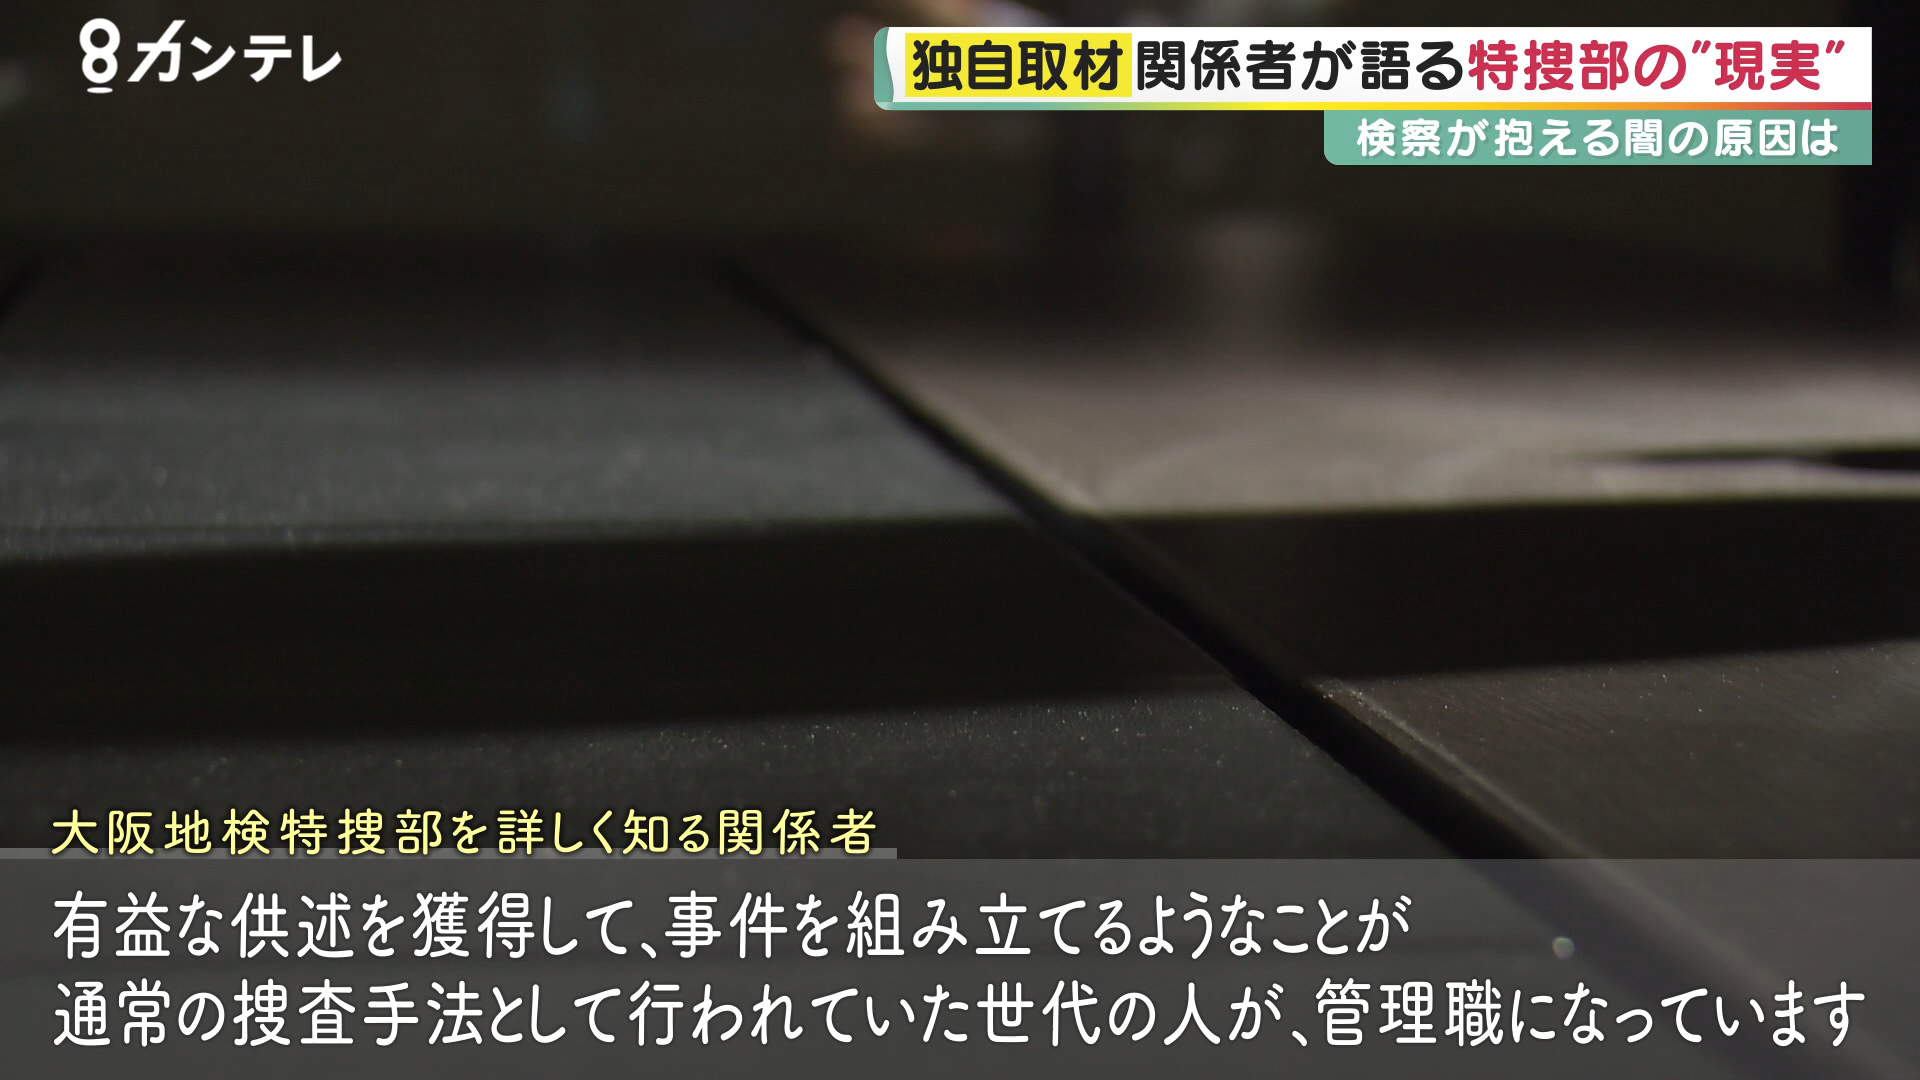 8カンテレ
独自取材 関係者が語る特捜部の"現実"
検察が抱える闇の原因は
大阪地検特捜部を詳しく知る関係者
有益な供述を獲得して、事件を組み立てるようなことが
通常の捜査手法として行われていた世代の人が、管理職になっています